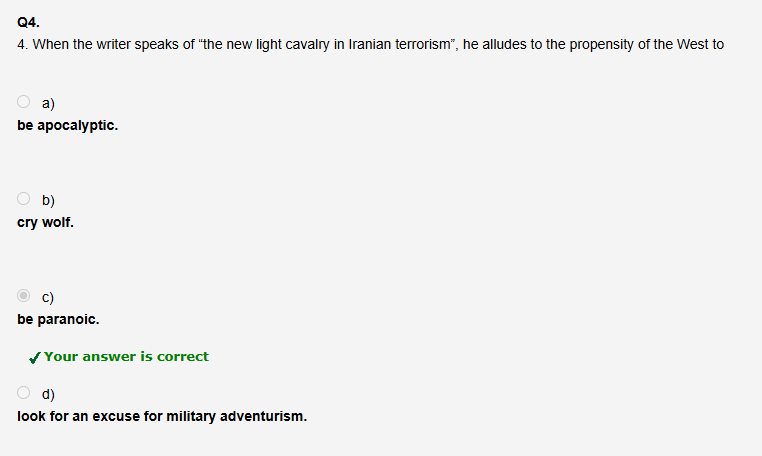 Q4.
4. When the writer speaks of “the new light cavalry in Iranian terrorism”, he alludes to the propensity of the West to
a)
be apocalyptic.
b)
cry wolf.
c)
be paranoic.
✓Your answer is correct
d)
look for an excuse for military adventurism.